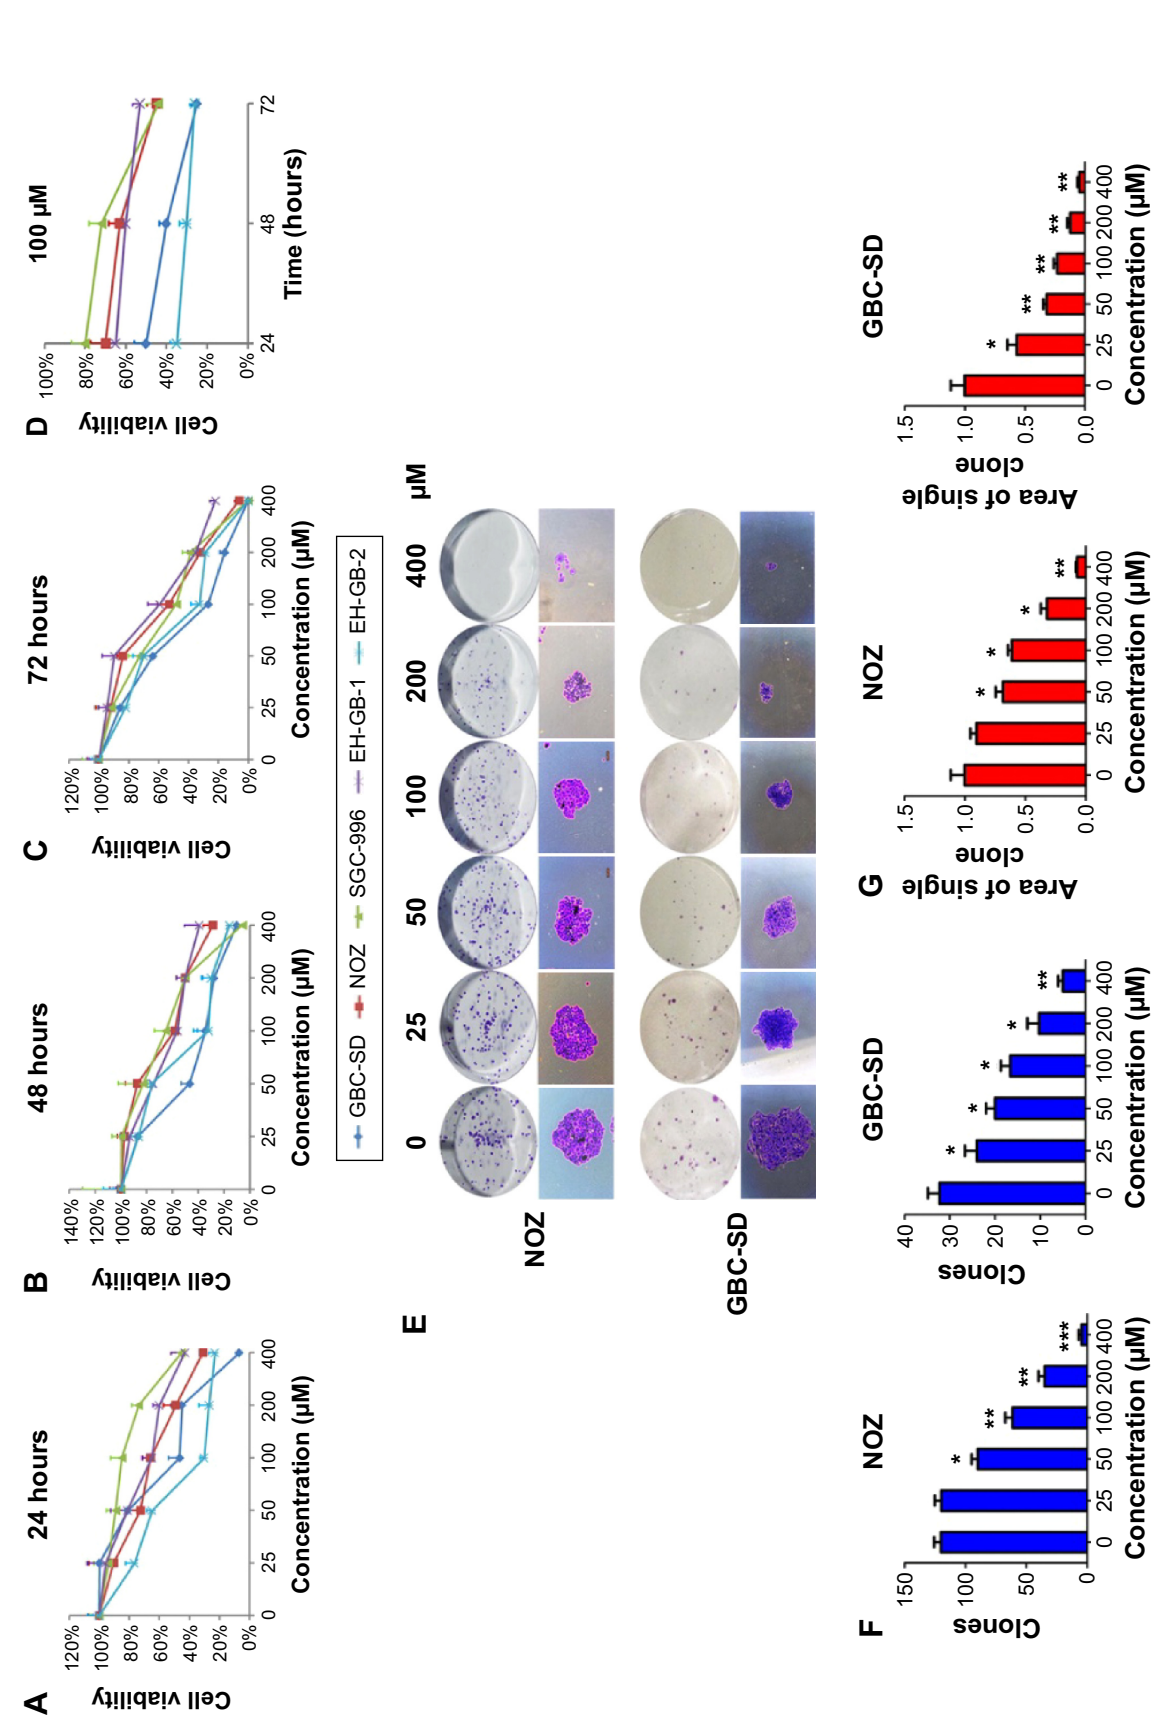 A
24 hours
Cell viability
120%
100%
80%
60%
40%
20%
0%
0 25 50 100 200 400
Concentration (µM)
B
48 hours
Cell viability
140%
120%
100%
80%
60%
40%
20%
0%
0 25 50 100 200 400
Concentration (µM)
C
72 hours
Cell viability
120%
100%
80%
60%
40%
20%
0%
0 25 50 100 200 400
Concentration (µM)
D
100 µM
Cell viability
100%
80%
60%
40%
20%
0%
24 48 72
Time (hours)
GBC-SD NOZ SGC-996 EH-GB-1 EH-GB-2
E
0 25 50 100 200 400 µM
NOZ
GBC-SD
F
NOZ
Clones
150
100
50
0
* ** ** ***
0 25 50 100 200 400
Concentration (µM)
GBC-SD
Clones
40
30
20
10
0
* * * * **
0 25 50 100 200 400
Concentration (µM)
G
NOZ
Area of single
clone
1.5
1.0
0.5
0.0
* * * **
0 25 50 100 200 400
Concentration (µM)
GBC-SD
Area of single
clone
1.5
1.0
0.5
0.0
* ** ** ** **
0 25 50 100 200 400
Concentration (µM)